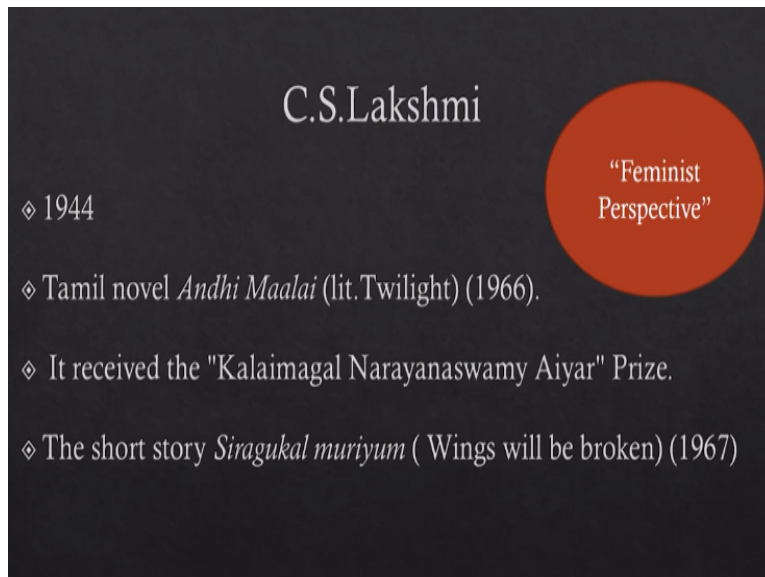 C.S.Lakshmi
“Feminist
Perspective”
1944
Tamil novel Andhi Maalai (lit.Twilight) (1966).
It received the "Kalaimagal Narayanaswamy Aiyar" Prize.
The short story Siragukal muriyum ( Wings will be broken) (1967)